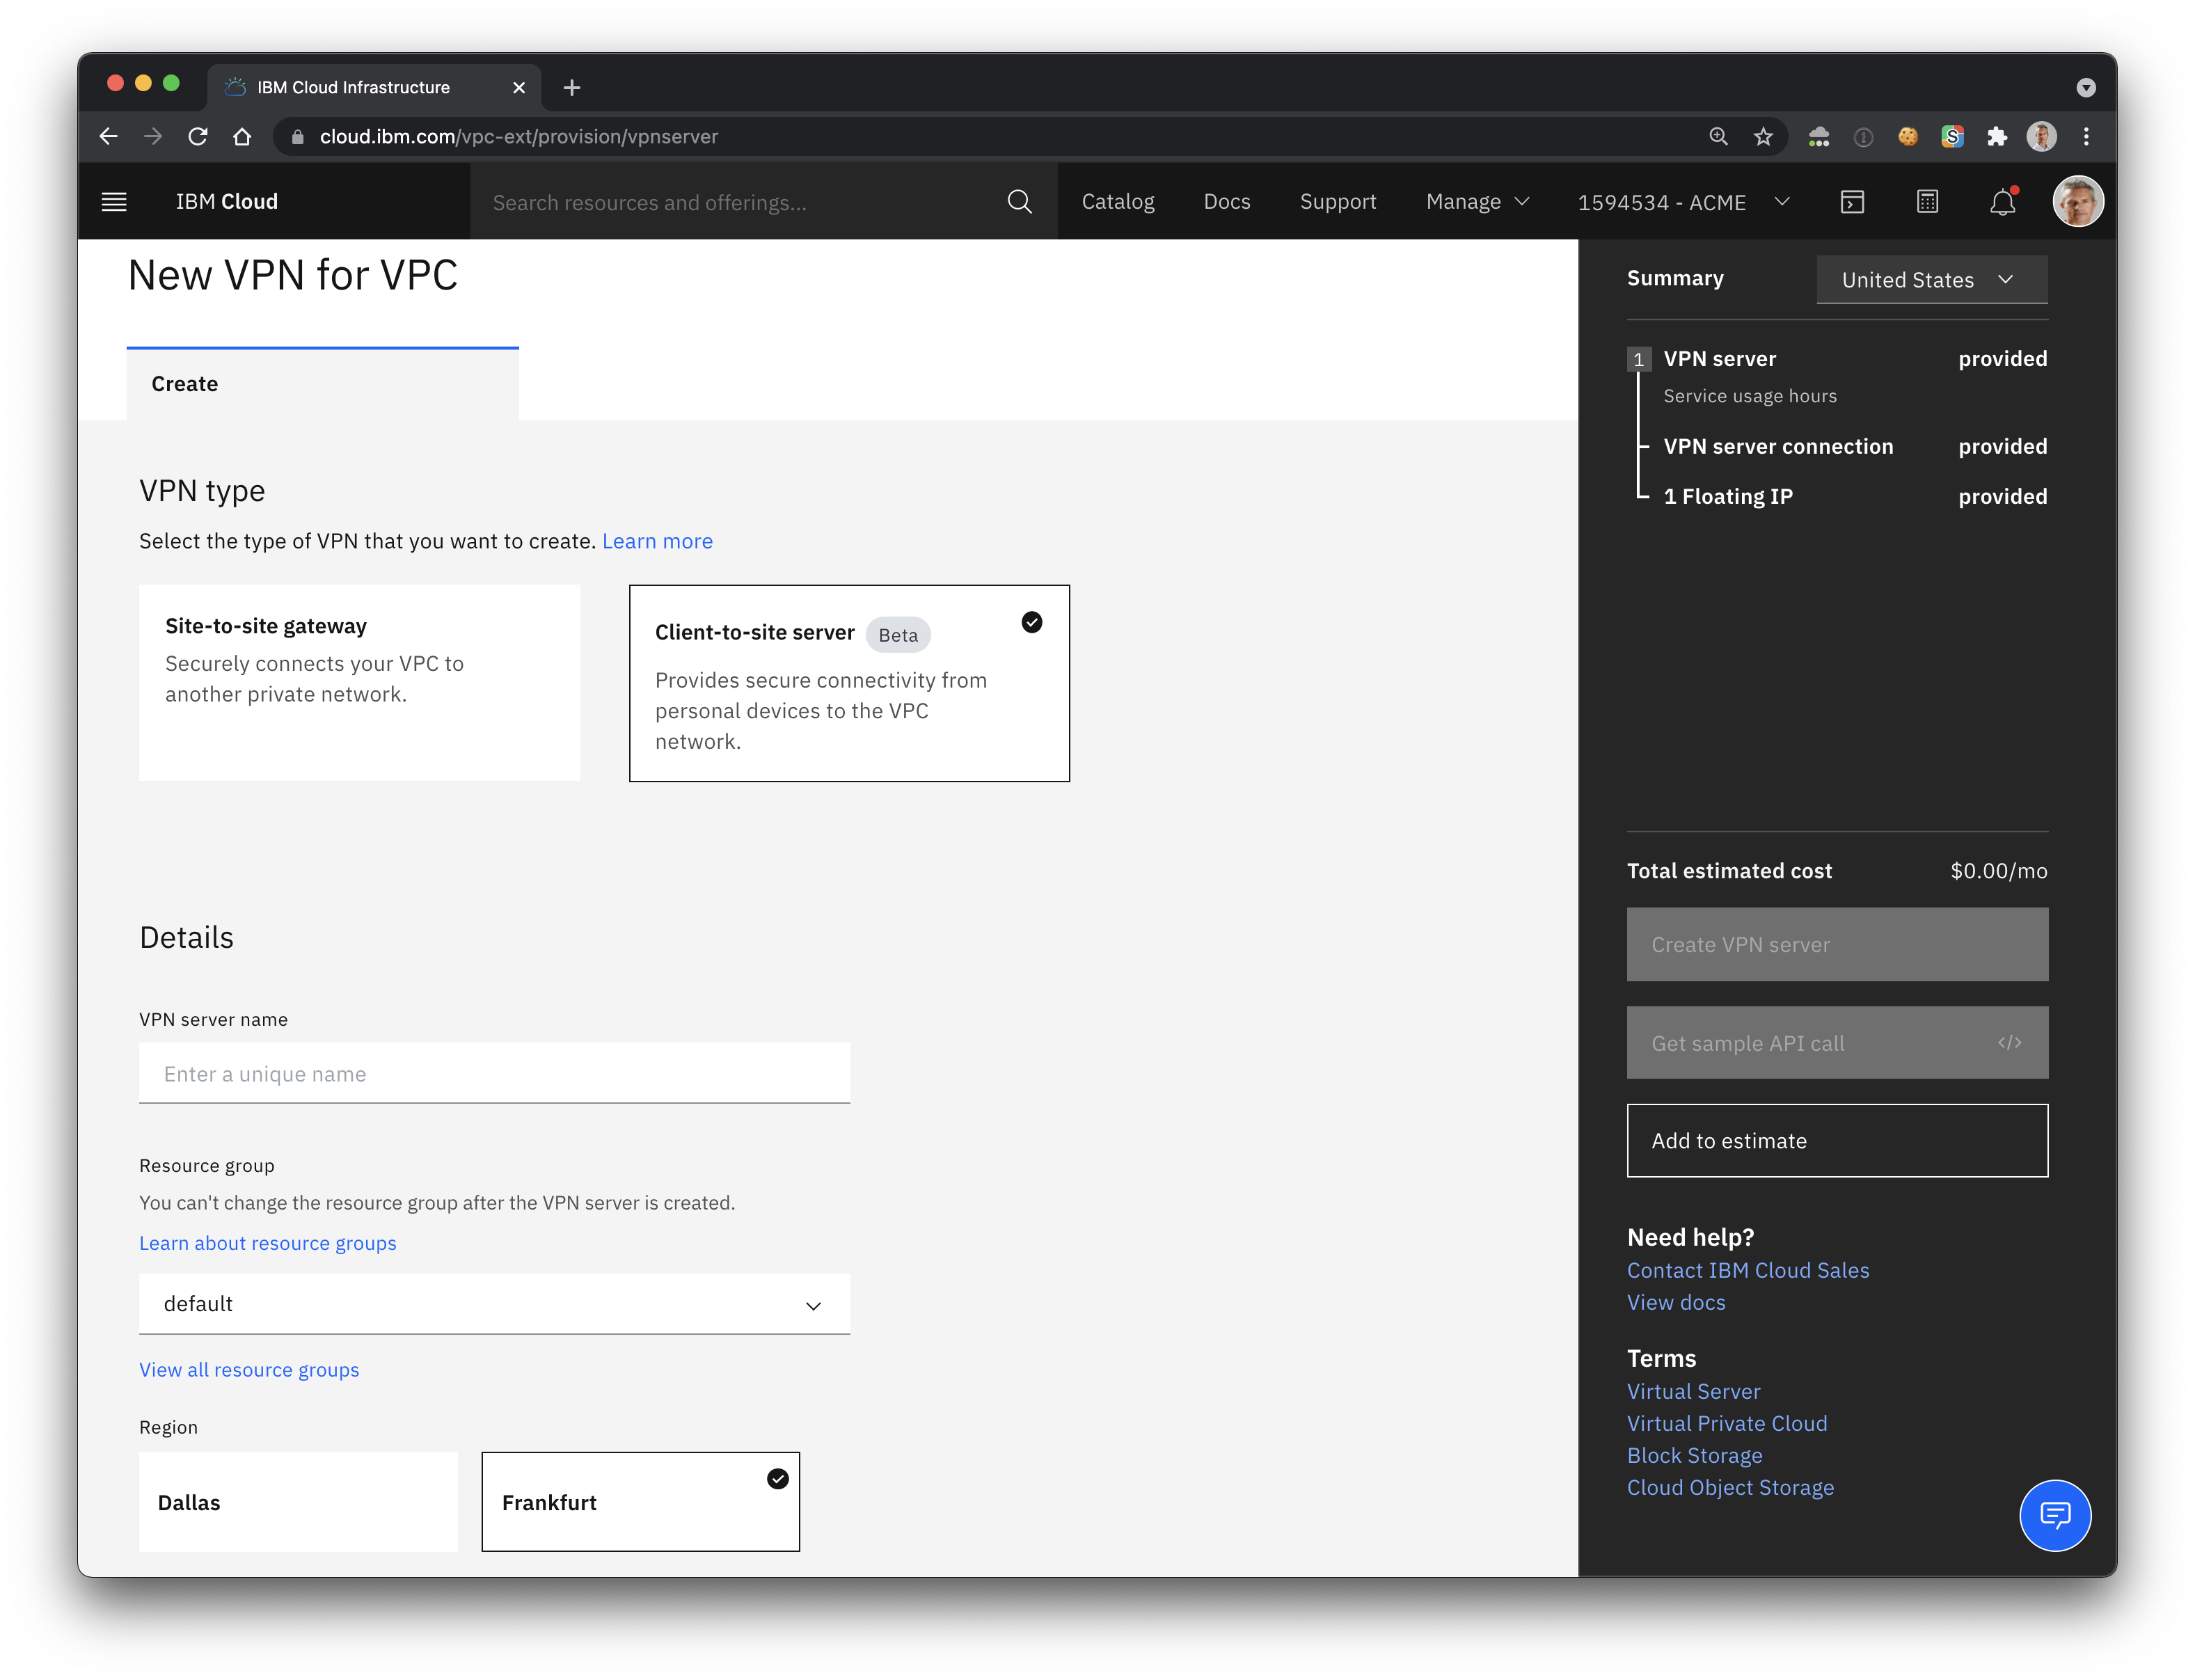 IBM Cloud Infrastructure
cloud.ibm.com/vpc-ext/provision/vpnserver
IBM Cloud
Search resources and offerings...
Catalog
Docs
Support
Manage
1594534 - ACME
New VPN for VPC
Create
VPN type
Select the type of VPN that you want to create. Learn more
Site-to-site gateway
Securely connects your VPC to
another private network.
Client-to-site server
Beta
Provides secure connectivity from
personal devices to the VPC
network.
Details
VPN server name
Enter a unique name
Resource group
You can't change the resource group after the VPN server is created.
Learn about resource groups
default
View all resource groups
Region
Dallas
Frankfurt
Summary
United States
1
VPN server
provided
Service usage hours
VPN server connection
provided
1 Floating IP
provided
Total estimated cost
$0.00/mo
Create VPN server
Get sample API call
</>
Add to estimate
Need help?
Contact IBM Cloud Sales
View docs
Terms
Virtual Server
Virtual Private Cloud
Block Storage
Cloud Object Storage